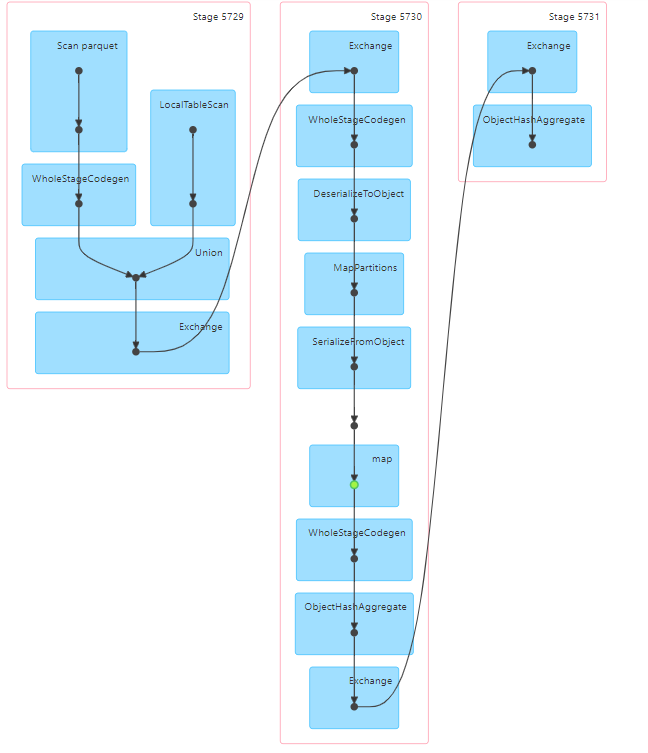 Stage 5729
Scan parquet
LocalTableScan
WholeStageCodegen
Union
Exchange
Stage 5730
Exchange
WholeStageCodegen
DeserializeToObject
MapPartitions
SerializeFromObject
map
WholeStageCodegen
ObjectHashAggregate
Exchange
Stage 5731
Exchange
ObjectHashAggregate